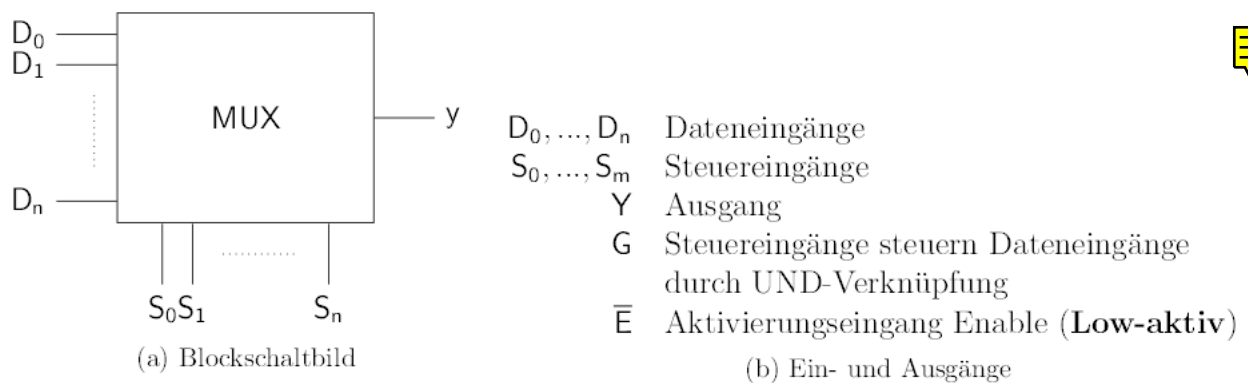 D₀
D₁
MUX
y
Dₙ
S₀S₁ Sₙ
(a) Blockschaltbild
D₀, ..., Dₙ Dateneingänge
S₀, ..., Sₘ Steuereingänge
Y Ausgang
G Steuereingänge steuern Dateneingänge
durch UND-Verknüpfung
E̅ Aktivierungseingang Enable (Low-aktiv)
(b) Ein- und Ausgänge